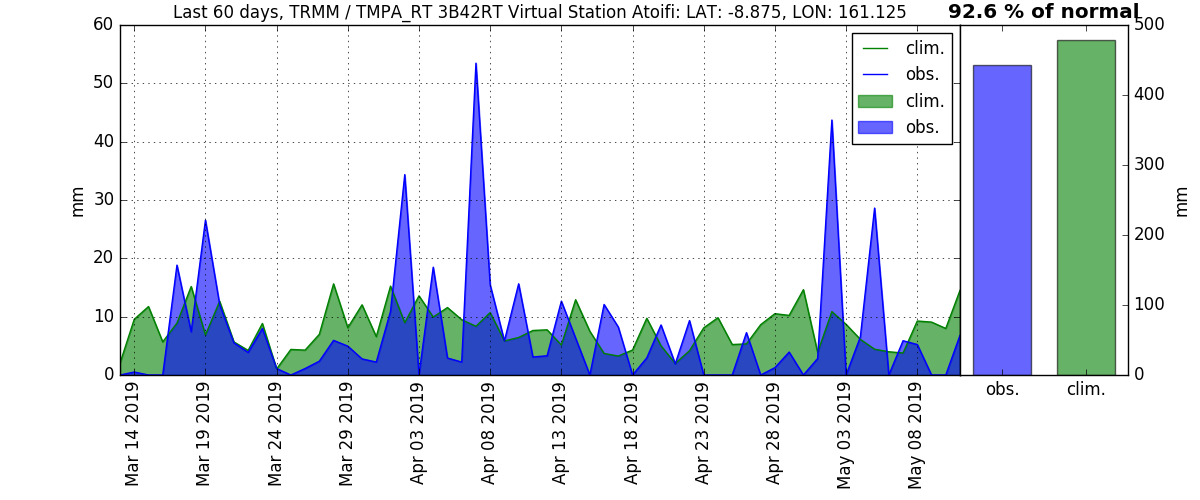 Last 60 days, TRMM / TMPA_RT 3B42RT Virtual Station Atoifi: LAT: -8.875, LON: 161.125
92.6 % of normal
60
50
40
30
20
10
0
mm
clim.
obs.
clim.
obs.
500
400
300
200
100
0
mm
Mar 14 2019
Mar 19 2019
Mar 24 2019
Mar 29 2019
Apr 03 2019
Apr 08 2019
Apr 13 2019
Apr 18 2019
Apr 23 2019
Apr 28 2019
May 03 2019
May 08 2019
obs.
clim.